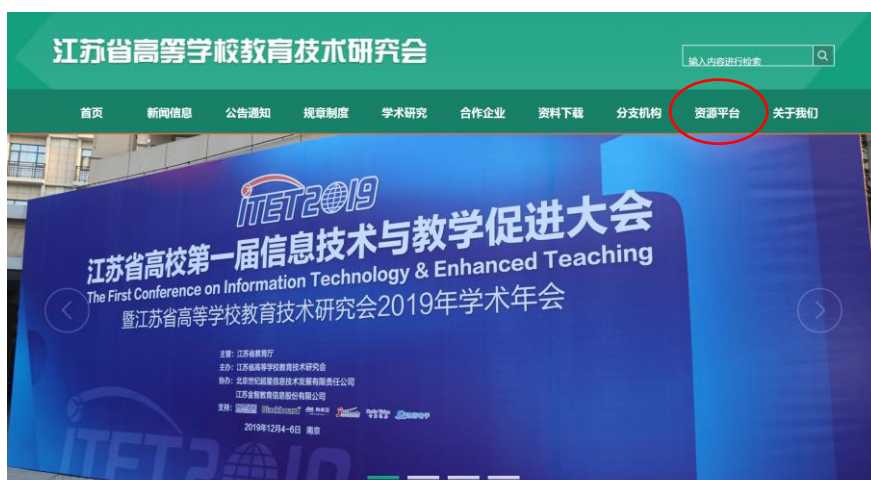 江苏省高等学校教育技术研究会
输入内容进行检索
首页 新闻信息 公告通知 规章制度 学术研究 合作企业 资料下载 分支机构 资源平台 关于我们
ITET2019
江苏省高校第一届信息技术与教学促进大会
The First Conference on Information Technology & Enhanced Teaching
暨江苏省高等学校教育技术研究会2019年学术年会
主管：江苏省教育厅
主办：江苏省高等学校教育技术研究会
协办：北京世纪超星信息技术发展有限责任公司
江苏金智教育信息股份有限公司
支持： Blackboard
2019年12月4-6日 南京